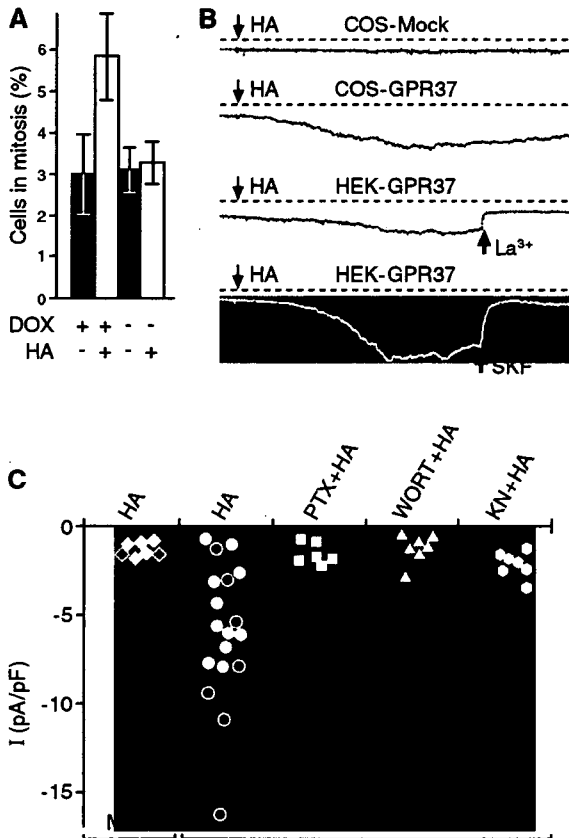 A
Cells in mitosis (%)
6
5
4
3
2
1
0
DOX + + - -
HA - + - +
B
HA COS-Mock
HA COS-GPR37
HA HEK-GPR37
La³⁺
HA HEK-GPR37
SKF
C
HA HA PTX+HA WORT+HA KN+HA
I (pA/pF)
0
-5
-10
-15